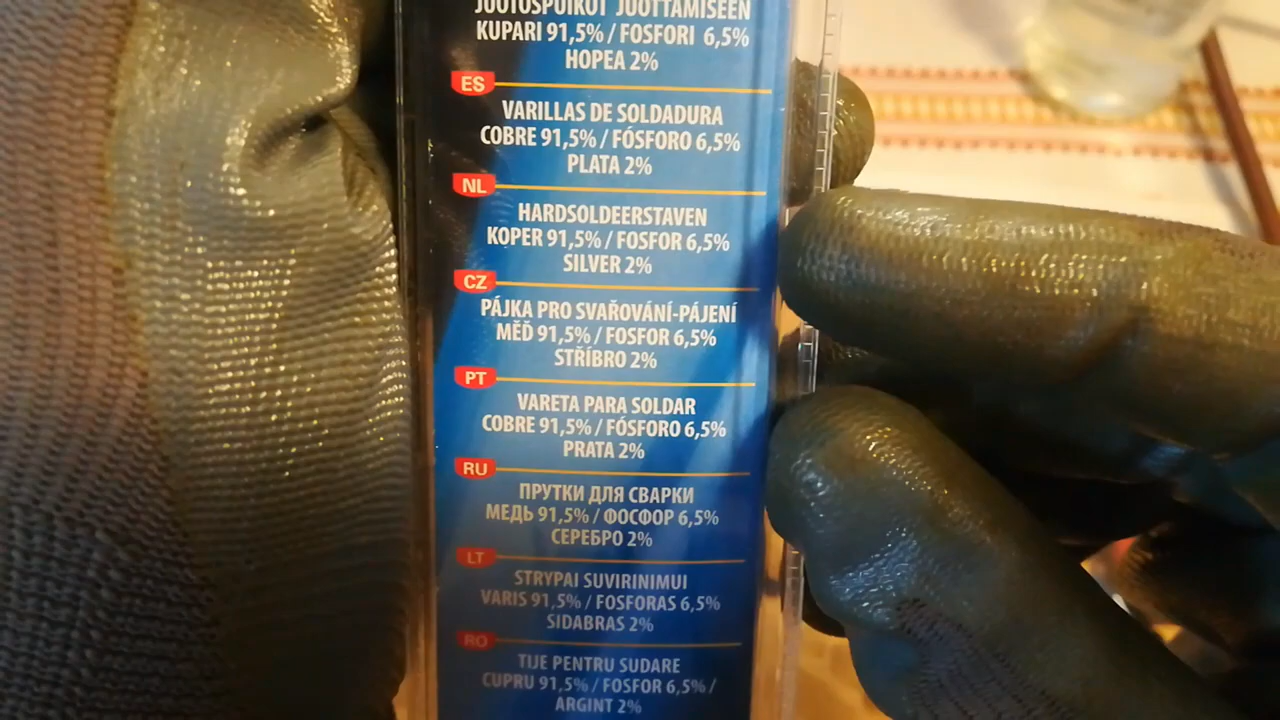 JUOTOSPUIKOT JUOTTAMISEEN
KUPARI 91,5% / FOSFORI 6,5%
HOPEA 2%
ES
VARILLAS DE SOLDADURA
COBRE 91,5% / FÓSFORO 6,5%
PLATA 2%
NL
HARDSOLDEERSTAVEN
KOPER 91,5% / FOSFOR 6,5%
SILVER 2%
CZ
PÁJKA PRO SVAŘOVÁNÍ-PÁJENÍ
MĚĎ 91,5% / FOSFOR 6,5%
STŘÍBRO 2%
PT
VARETA PARA SOLDAR
COBRE 91,5% / FÓSFORO 6,5%
PRATA 2%
RU
ПРУТКИ ДЛЯ СВАРКИ
МЕДЬ 91,5% / ФОСФОР 6,5%
СЕРЕБРО 2%
LT
STRYPAI SUVIRINIMUI
VARIS 91,5% / FOSFORAS 6,5%
SIDABRAS 2%
RO
TIJE PENTRU SUDARE
CUPRU 91,5% / FOSFOR 6,5% /
ARGINT 2%